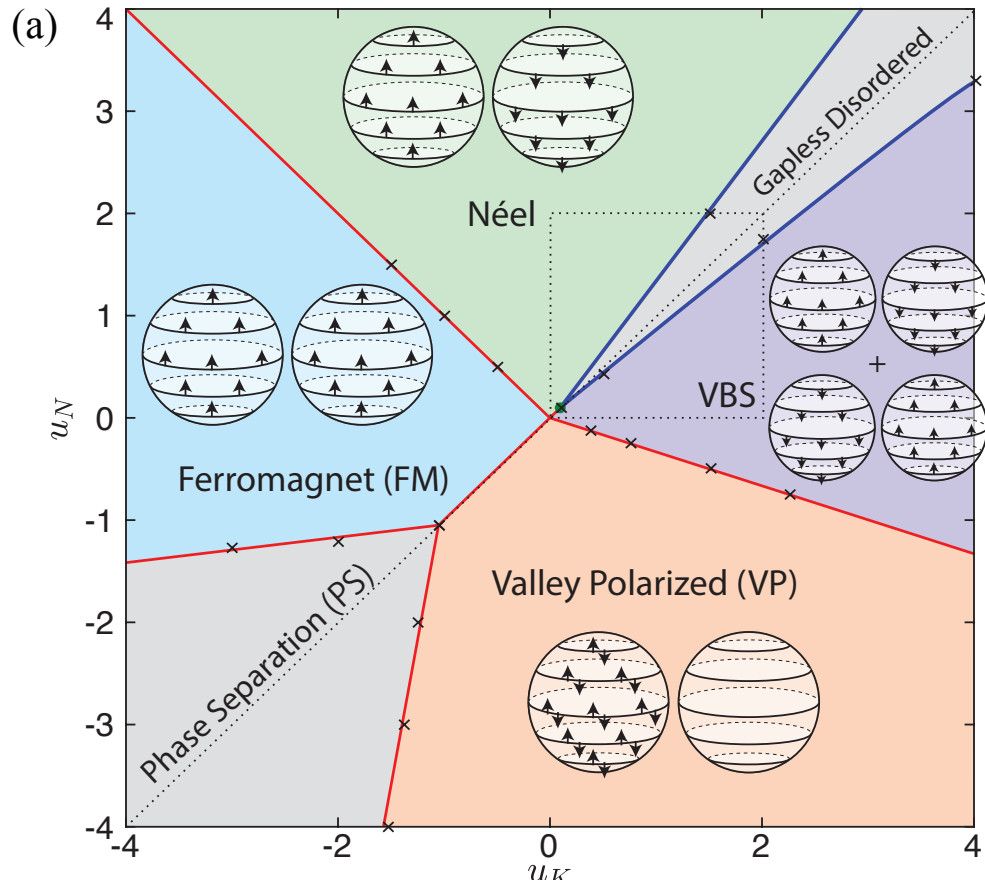 (a)
4
3
2
1
0
-1
-2
-3
-4
u_N
Néel
Gapless Disordered
VBS
+
Ferromagnet (FM)
Valley Polarized (VP)
Phase Separation (PS)
-4
-2
0
2
4
u_K